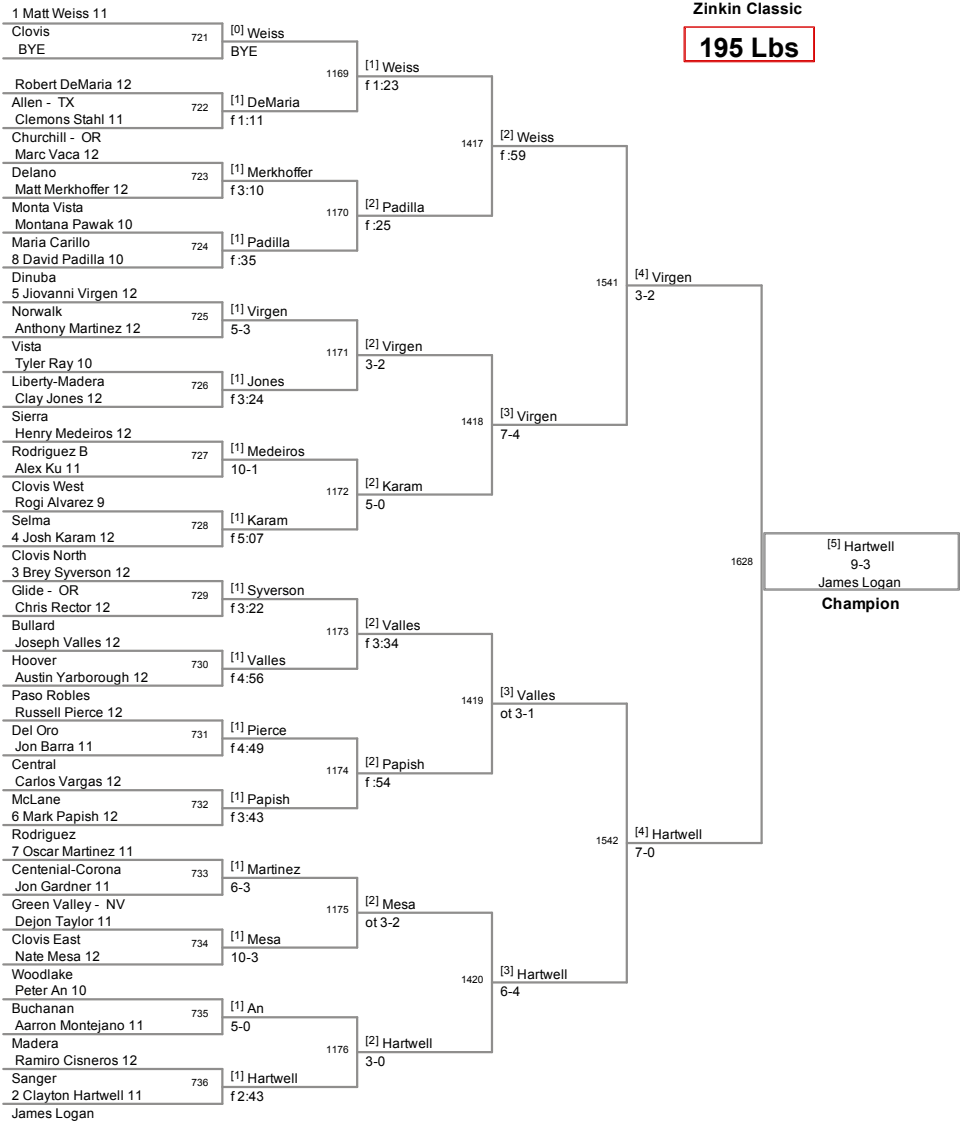 Zinkin Classic
195 Lbs
1 Matt Weiss 11
Clovis
BYE
721
Robert DeMaria 12
Allen - TX
Clemons Stahl 11
Churchill - OR
722
Marc Vaca 12
Delano
Matt Merkhoffer 12
Monta Vista
723
Montana Pawak 10
Maria Carillo
8 David Padilla 10
Dinuba
724
5 Jiovanni Virgen 12
Norwalk
Anthony Martinez 12
Vista
725
Tyler Ray 10
Liberty-Madera
Clay Jones 12
Sierra
726
Henry Medeiros 12
Rodriguez B
Alex Ku 11
Clovis West
727
Rogi Alvarez 9
Selma
4 Josh Karam 12
Clovis North
728
3 Brey Syverson 12
Glide - OR
Chris Rector 12
Bullard
729
Joseph Valles 12
Hoover
Austin Yarborough 12
Paso Robles
730
Russell Pierce 12
Del Oro
Jon Barra 11
Central
731
Carlos Vargas 12
McLane
6 Mark Papish 12
Rodriguez
732
7 Oscar Martinez 11
Centenial-Corona
Jon Gardner 11
Green Valley - NV
733
Dejon Taylor 11
Clovis East
Nate Mesa 12
Woodlake
734
Peter An 10
Buchanan
Aarron Montejano 11
Madera
735
Ramiro Cisneros 12
Sanger
2 Clayton Hartwell 11
James Logan
736
[0] Weiss
BYE
1169
[1] DeMaria
f 1:11
[1] Merkhoffer
f 3:10
1170
[1] Padilla
f :35
[1] Virgen
5-3
1171
[1] Jones
f 3:24
[1] Medeiros
10-1
1172
[1] Karam
f 5:07
[1] Syverson
f 3:22
1173
[1] Valles
f 4:56
[1] Pierce
f 4:49
1174
[1] Papish
f 3:43
[1] Martinez
6-3
1175
[1] Mesa
10-3
[1] An
5-0
1176
[1] Hartwell
f 2:43
[1] Weiss
f 1:23
1417
[2] Padilla
f :25
[2] Virgen
3-2
1418
[2] Karam
5-0
[2] Valles
f 3:34
1419
[2] Papish
f :54
[2] Mesa
ot 3-2
1420
[2] Hartwell
3-0
[2] Weiss
f :59
1541
[3] Virgen
7-4
[3] Valles
ot 3-1
1542
[3] Hartwell
6-4
[4] Virgen
3-2
1628
[4] Hartwell
7-0
[5] Hartwell
9-3
James Logan
Champion